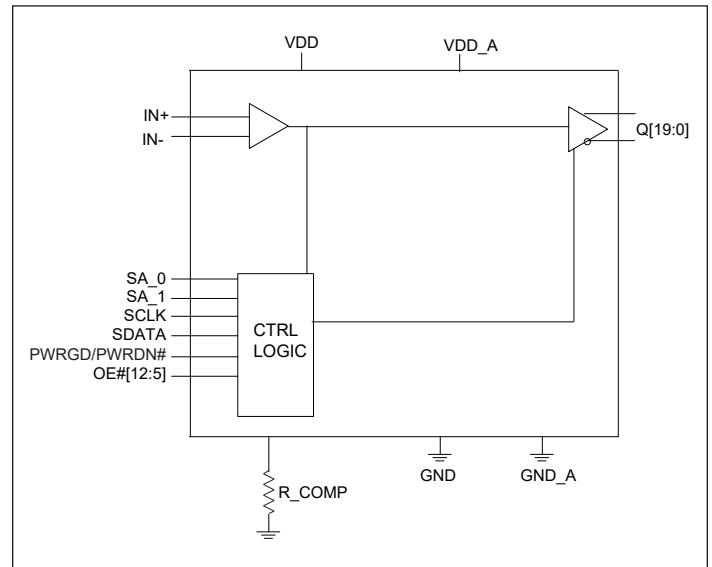 VDD
VDD_A
IN+
IN-
Q[19:0]
SA_0
SA_1
SCLK
SDATA
PWRGD/PWRDN#
OE#[12:5]
CTRL
LOGIC
GND
GND_A
R_COMP